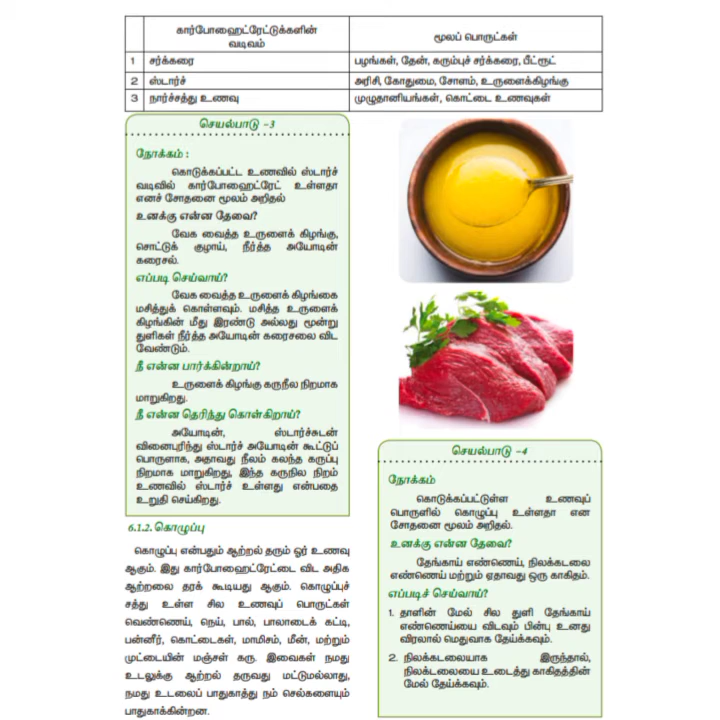 கார்போஹைட்ரேட்டுக்களின் வடிவம்
மூலப் பொருட்கள்
1 சர்க்கரை பழங்கள், தேன், கரும்புச் சர்க்கரை, பீட்ரூட்
2 ஸ்டார்ச் அரிசி, கோதுமை, சோளம், உருளைக்கிழங்கு
3 நார்ச்சத்து உணவு முழுதானியங்கள், கொட்டை உணவுகள்
செயல்பாடு -3
நோக்கம் :
கொடுக்கப்பட்ட உணவில் ஸ்டார்ச்
வடிவில் கார்போஹைட்ரேட் உள்ளதா
எனச் சோதனை மூலம் அறிதல்
உனக்கு என்ன தேவை?
வேக வைத்த உருளைக் கிழங்கு,
சொட்டுக் குழாய், நீர்த்த அயோடின்
கரைசல்.
எப்படி செய்வாய்?
வேக வைத்த உருளைக் கிழங்கை
மசித்துக் கொள்ளவும். மசித்த உருளைக்
கிழங்கின் மீது இரண்டு அல்லது மூன்று
துளிகள் நீர்த்த அயோடின் கரைசலை விட
வேண்டும்.
நீ என்ன பார்க்கின்றாய்?
உருளைக் கிழங்கு கருநீல நிறமாக
மாறுகிறது.
நீ என்ன தெரிந்து கொள்கிறாய்?
அயோடின், ஸ்டார்ச்சுடன்
வினைபுரிந்து ஸ்டார்ச் அயோடின் கூட்டுப்
பொருளாக, அதாவது நீலம் கலந்த கருப்பு
நிறமாக மாறுகிறது, இந்த கருநில நிறம்
உணவில் ஸ்டார்ச் உள்ளது என்பதை
உறுதி செய்கிறது.
6.1.2. கொழுப்பு
கொழுப்பு என்பதும் ஆற்றல் தரும் ஓர் உணவு
ஆகும். இது கார்போஹைட்ரேட்டை விட அதிக
ஆற்றலை தரக் கூடியது ஆகும். கொழுப்புச்
சத்து உள்ள சில உணவுப் பொருட்கள்
வெண்ணெய், நெய், பால், பாலாடைக் கட்டி,
பன்னீர், கொட்டைகள், மாமிசம், மீன், மற்றும்
முட்டையின் மஞ்சள் கரு. இவைகள் நமது
உடலுக்கு ஆற்றல் தருவது மட்டுமல்லாது,
நமது உடலைப் பாதுகாத்து நம் செல்களையும்
பாதுகாக்கின்றன.
செயல்பாடு -4
நோக்கம்
கொடுக்கப்பட்டுள்ள உணவுப்
பொருளில் கொழுப்பு உள்ளதா என
சோதனை மூலம் அறிதல்.
உனக்கு என்ன தேவை?
தேங்காய் எண்ணெய், நிலக்கடலை
எண்ணெய் மற்றும் ஏதாவது ஒரு காகிதம்.
எப்படிச் செய்வாய்?
1. தாளின் மேல் சில துளி தேங்காய்
எண்ணெய்யை விடவும் பின்பு உனது
விரலால் மெதுவாக தேய்க்கவும்.
2. நிலக்கடலையாக இருந்தால்,
நிலக்கடலையை உடைத்து காகிதத்தின்
மேல் தேய்க்கவும்.